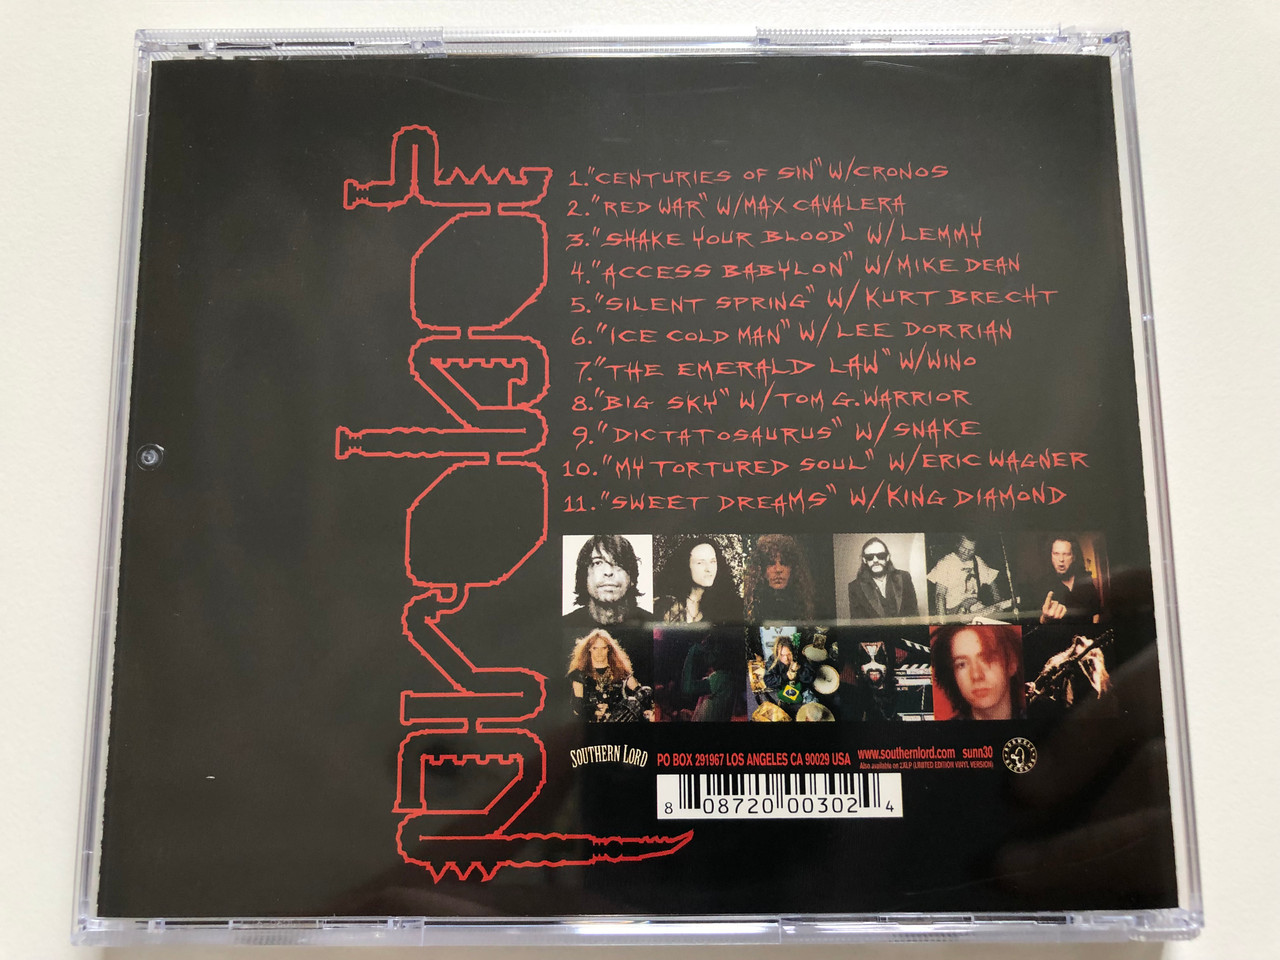 1. "CENTURIES OF SIN" W/CRONOS
2. "RED WAR" W/MAX CAVALERA
3. "SHAKE YOUR BLOOD" W/LEMMY
4. "ACCESS BABYLON" W/MIKE DEAN
5. "SILENT SPRING" W/KURT BRECHT
6. "ICE COLD MAN" W/LEE DORRIAN
7. "THE EMERALD LAW" W/WINO
8. "BIG SKY" W/TOM G. WARRIOR
9. "DICTATOSAURUS" W/SNAKE
10. "MY TORTURED SOUL" W/ERIC WAGNER
11. "SWEET DREAMS" W/KING DIAMOND
PROBOT
SOUTHERN LORD PO BOX 291967 LOS ANGELES CA 90029 USA www.southernlord.com sunn30
Also available on 2XLP (LIMITED EDITION VINYL VERSION)
8 08720 00302 4